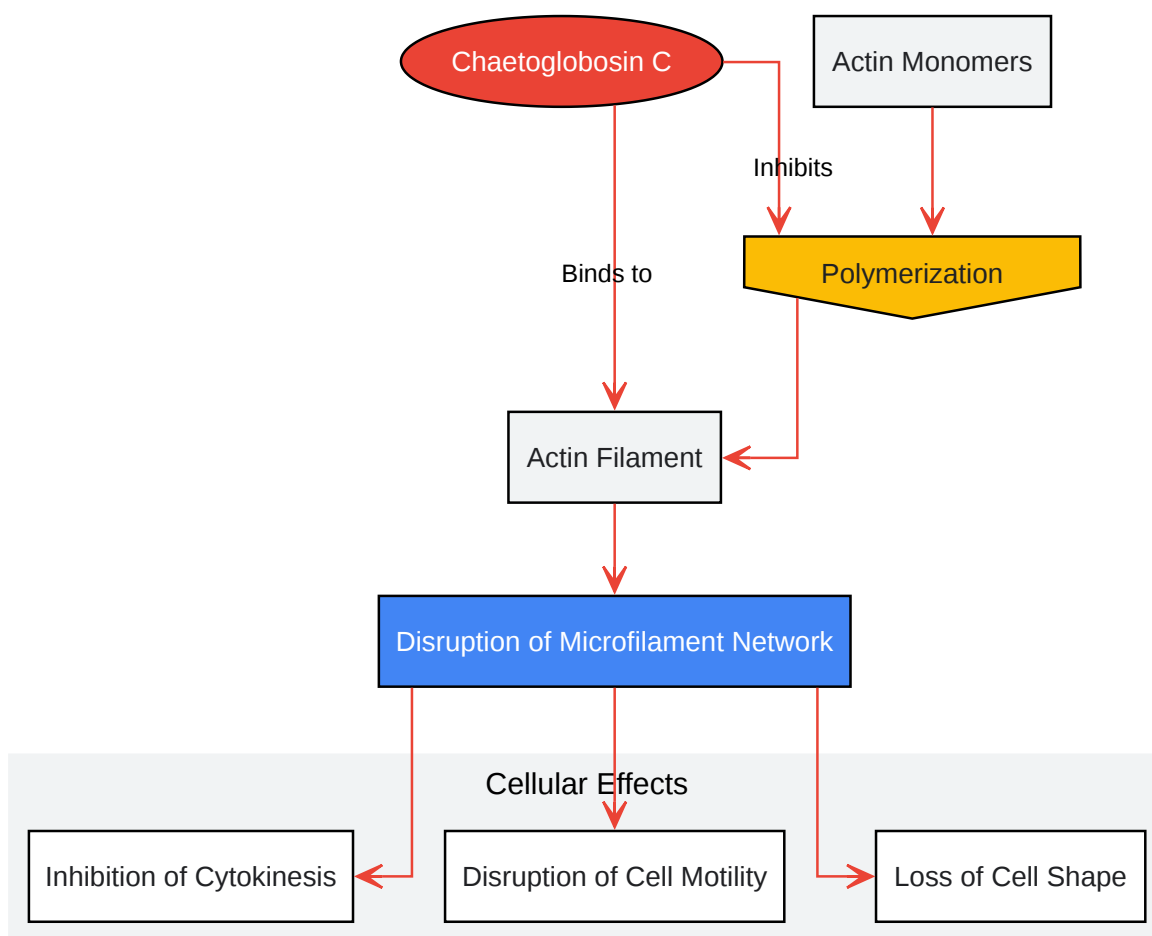 Chaetoglobosin C
Actin Monomers
Inhibits
Binds to
Polymerization
Actin Filament
Disruption of Microfilament Network
Cellular Effects
Inhibition of Cytokinesis
Disruption of Cell Motility
Loss of Cell Shape